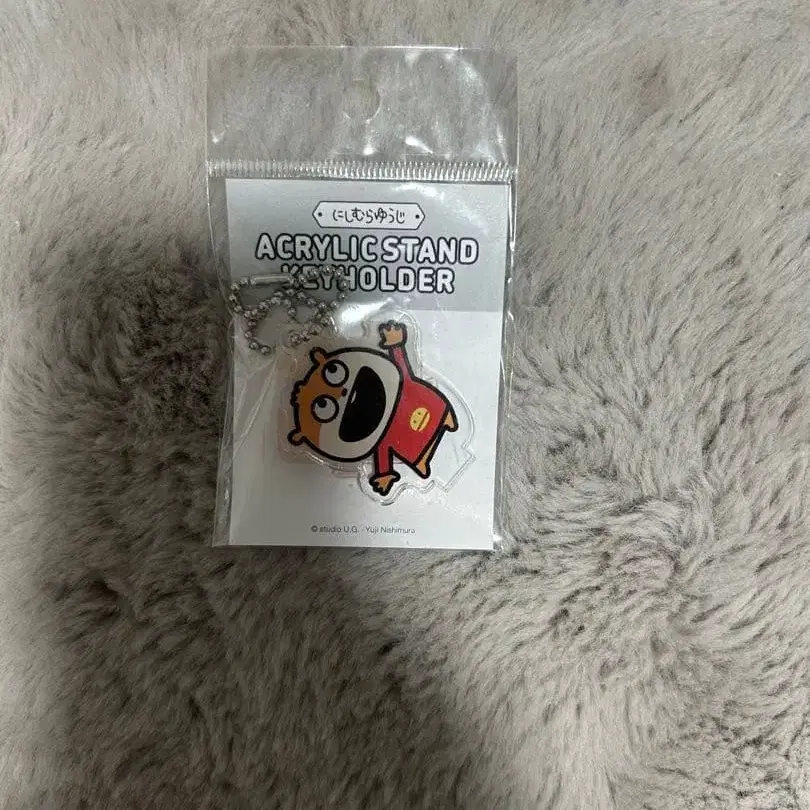 にしむらゆうじ
ACRYLIC STAND
KEYHOLDER
© studio U.G. - Yuji Nishimura